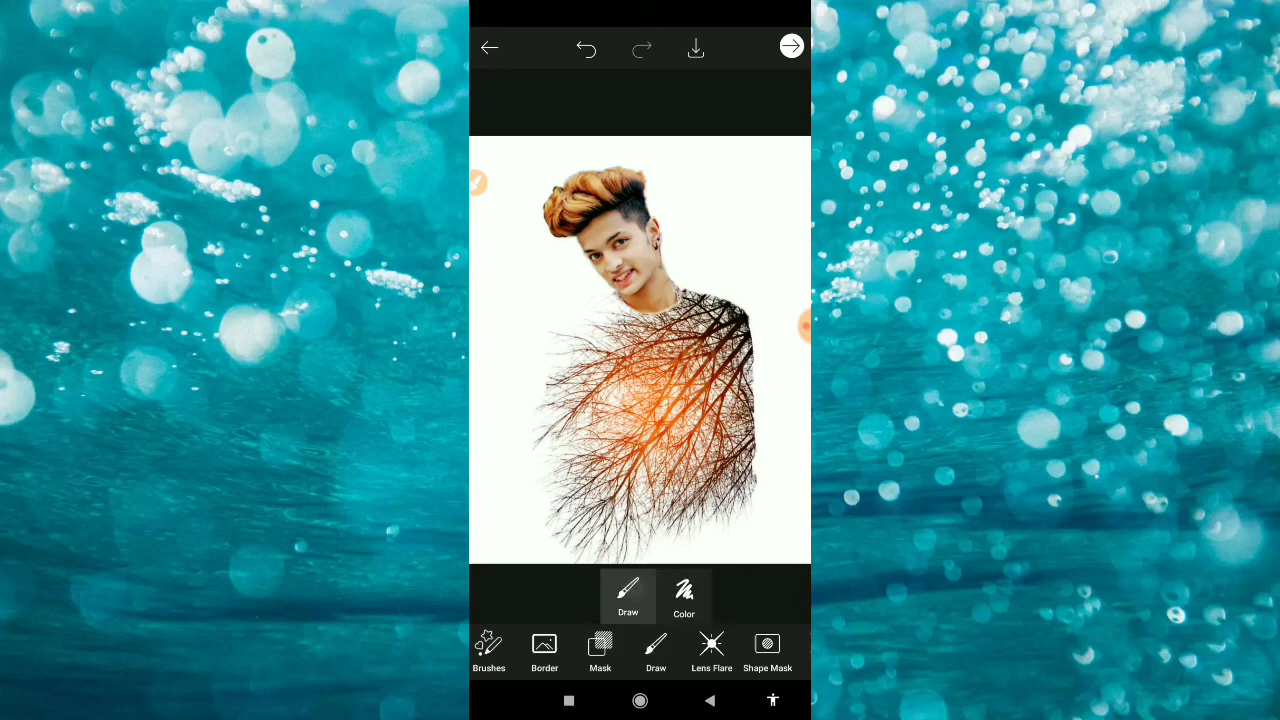 Draw
Color
Brushes
Border
Mask
Draw
Lens Flare
Shape Mask